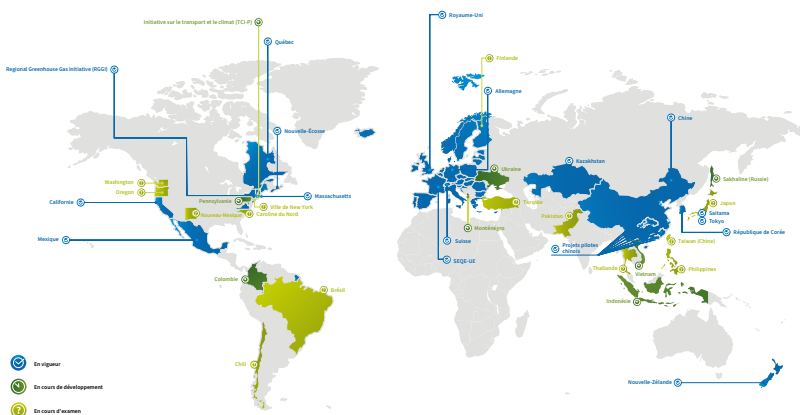 Initiative sur le transport et le climat (TCI-P)
Québec
Regional Greenhouse Gas Initiative (RGGI)
Nouvelle-Écosse
Washington
Oregon
Californie
Pennsylvanie
Massachusetts
Ville de New York
Nouveau-Mexique
Caroline du Nord
Mexique
Colombie
Brésil
Chili
Royaume-Uni
Finlande
Allemagne
Chine
Kazakhstan
Ukraine
Sakhaline (Russie)
Turquie
Japon
Pakistan
Saitama
Tokyo
Monténégro
République de Corée
Suisse
Projets pilotes
chinois
Taïwan (Chine)
SEQE-UE
Thaïlande
Vietnam
Philippines
Indonésie
Nouvelle-Zélande
En vigueur
En cours de développement
En cours d'examen